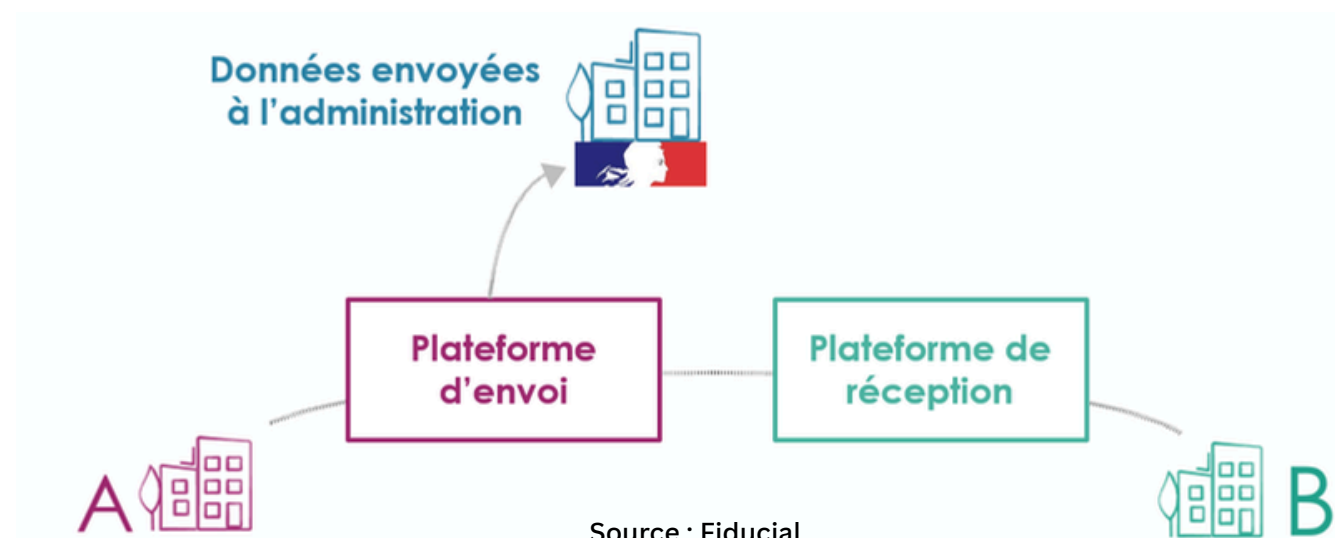 Données envoyées
à l'administration
Plateforme
d'envoi
Plateforme de
réception
A
B
Source : Fiducial